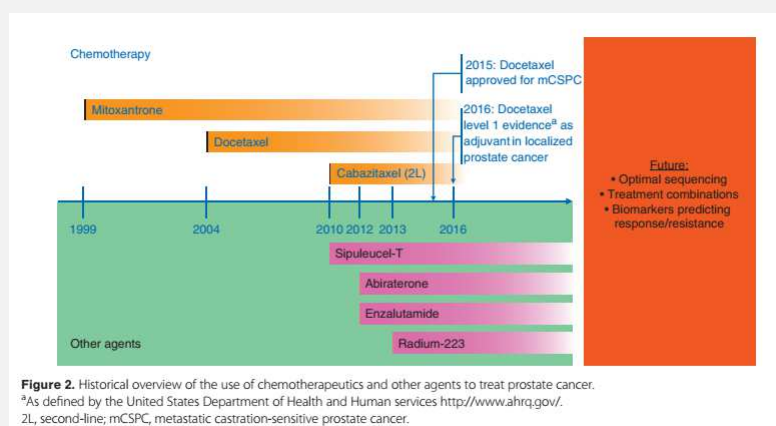 Chemotherapy
2015: Docetaxel
approved for mCSPC
Mitoxantrone
2016: Docetaxel
level 1 evidenceᵃ as
adjuvant in localized
prostate cancer
Docetaxel
Cabazitaxel (2L)
1999 2004 2010 2012 2013 2016
Sipuleucel-T
Abiraterone
Enzalutamide
Radium-223
Other agents
Future:
• Optimal sequencing
• Treatment combinations
• Biomarkers predicting
response/resistance
Figure 2. Historical overview of the use of chemotherapeutics and other agents to treat prostate cancer.
ᵃAs defined by the United States Department of Health and Human services http://www.ahrq.gov/.
2L, second-line; mCSPC, metastatic castration-sensitive prostate cancer.